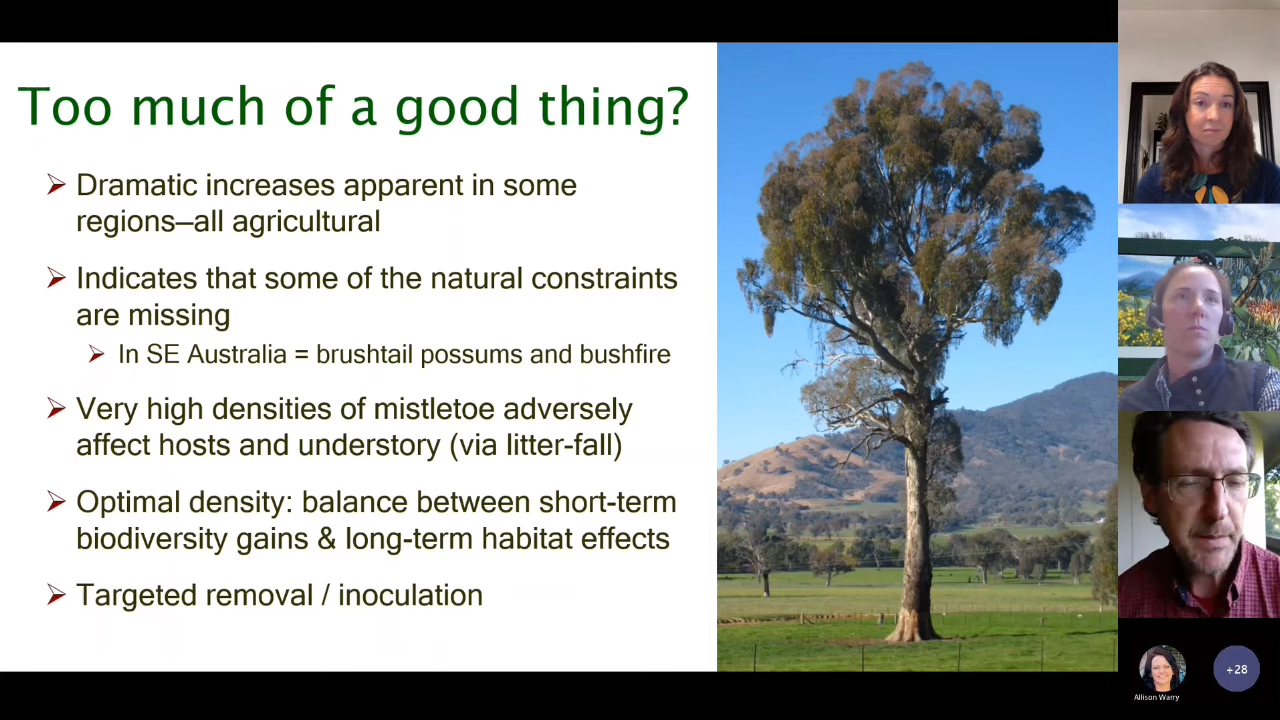 Too much of a good thing?
➢ Dramatic increases apparent in some
regions–all agricultural
➢ Indicates that some of the natural constraints
are missing
➢ In SE Australia = brushtail possums and bushfire
➢ Very high densities of mistletoe adversely
affect hosts and understory (via litter-fall)
➢ Optimal density: balance between short-term
biodiversity gains & long-term habitat effects
➢ Targeted removal / inoculation
Allison Warry
+28